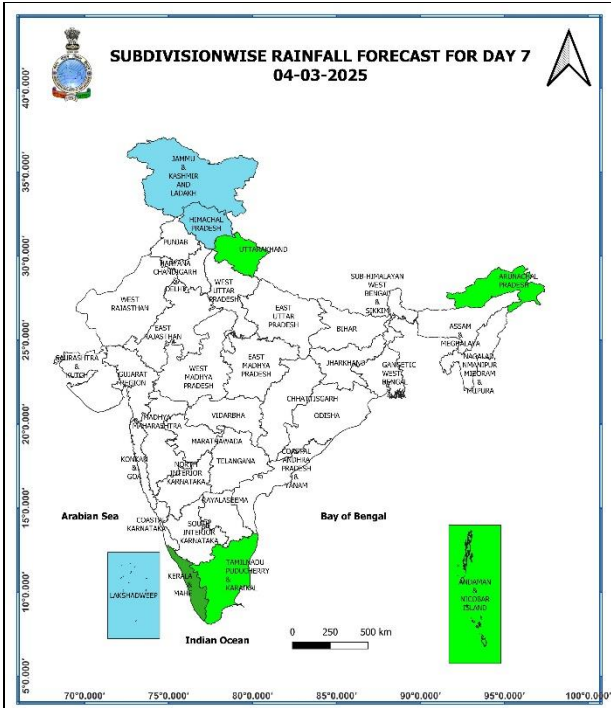 SUBDIVISIONWISE RAINFALL FORECAST FOR DAY 7
04-03-2025
JAMMU
&
KASHMIR
AND
LADAKH
HIMACHAL
PRADESH
PUNJAB
UTTARAKHAND
HARYANA
CHANDIGARH
&
DELHI
WEST
UTTAR
PRADESH
ARUNACHAL
PRADESH
SUB-HIMALAYAN
WEST
BENGAL
&
SIKKIM
WEST
RAJASTHAN
EAST
RAJASTHAN
EAST
UTTAR
PRADESH
BIHAR
ASSAM
&
MEGHALAYA
NAGALAND
MANIPUR
MIZORAM
&
TRIPURA
SAURASHTRA
&
KUTCH
GUJARAT
REGION
WEST
MADHYA
PRADESH
EAST
MADHYA
PRADESH
JHARKHAND
GANGETIC
WEST
BENGAL
CHHATTISGARH
ODISHA
MADHYA
MAHARASHTRA
VIDARBHA
MARATHAWADA
KONKAN
&
GOA
NORTH
INTERIOR
KARNATAKA
TELANGANA
COASTAL
ANDHRA
PRADESH
&
YANAM
RAYALASEEMA
Arabian Sea
COASTAL
KARNATAKA
SOUTH
INTERIOR
KARNATAKA
Bay of Bengal
LAKSHADWEEP
KERALA
&
MAHE
TAMILNADU
PUDUCHERRY
&
KARAIKAL
ANDAMAN
&
NICOBAR
ISLAND
Indian Ocean
0 250 500 km
40°0.000'
35°0.000'
30°0.000'
25°0.000'
20°0.000'
15°0.000'
10°0.000'
5°0.000'
70°0.000' 75°0.000' 80°0.000' 85°0.000' 90°0.000' 95°0.000' 100°0.000'